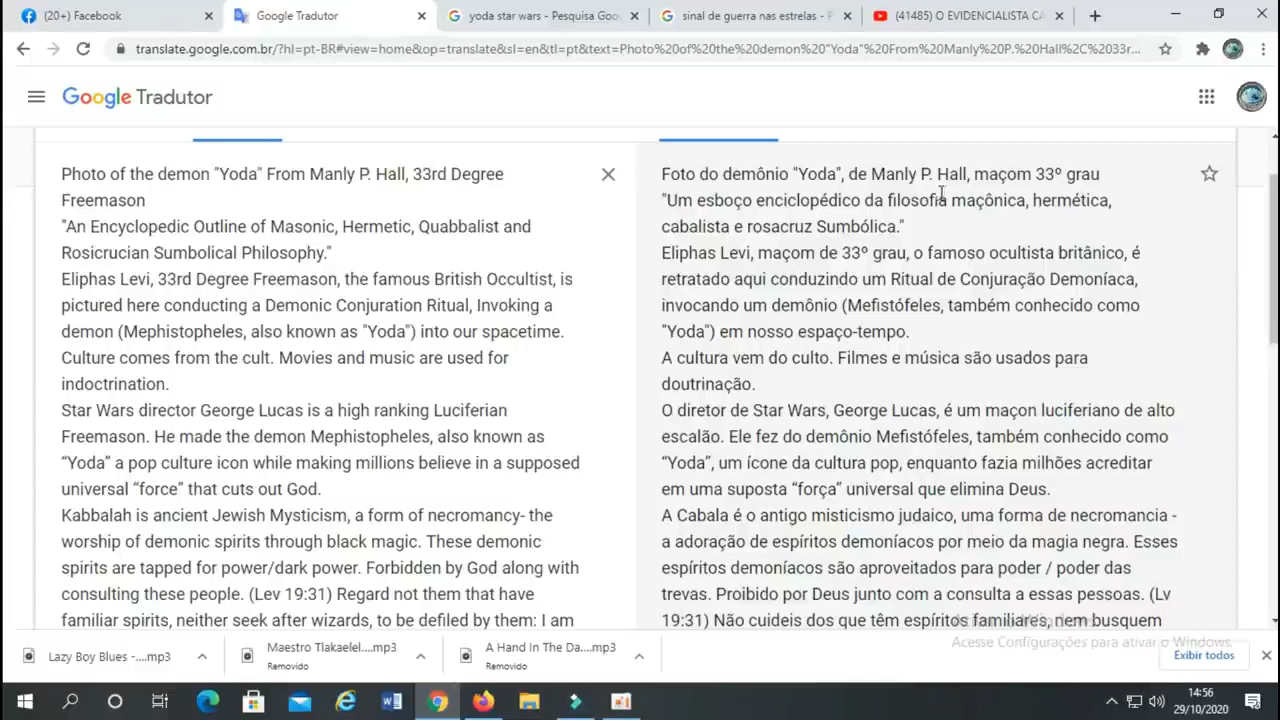 (20+) Facebook
Google Tradutor
yoda star wars - Pesquisa Goo
sinal de guerra nas estrelas - P
(41485) O EVIDENCIALISTA CA
translate.google.com.br/?hl=pt-BR#view=home&op=translate&sl=en&tl=pt&text=Photo%20of%20the%20demon%20"Yoda"%20From%20Manly%20P.%20Hall%2C%2033r...
Google Tradutor
Photo of the demon "Yoda" From Manly P. Hall, 33rd Degree
Freemason
"An Encyclopedic Outline of Masonic, Hermetic, Quabbalist and
Rosicrucian Sumbolical Philosophy."
Eliphas Levi, 33rd Degree Freemason, the famous British Occultist, is
pictured here conducting a Demonic Conjuration Ritual, Invoking a
demon (Mephistopheles, also known as "Yoda") into our spacetime.
Culture comes from the cult. Movies and music are used for
indoctrination.
Star Wars director George Lucas is a high ranking Luciferian
Freemason. He made the demon Mephistopheles, also known as
“Yoda” a pop culture icon while making millions believe in a supposed
universal “force” that cuts out God.
Kabbalah is ancient Jewish Mysticism, a form of necromancy- the
worship of demonic spirits through black magic. These demonic
spirits are tapped for power/dark power. Forbidden by God along with
consulting these people. (Lev 19:31) Regard not them that have
familiar spirits, neither seek after wizards, to be defiled by them: I am
Foto do demônio "Yoda", de Manly P. Hall, maçom 33º grau
"Um esboço enciclopédico da filosofia maçônica, hermética,
cabalista e rosacruz Sumbólica."
Eliphas Levi, maçom de 33º grau, o famoso ocultista britânico, é
retratado aqui conduzindo um Ritual de Conjuração Demoníaca,
invocando um demônio (Mefistófeles, também conhecido como
"Yoda") em nosso espaço-tempo.
A cultura vem do culto. Filmes e música são usados para
doutrinação.
O diretor de Star Wars, George Lucas, é um maçon luciferiano de alto
escalão. Ele fez do demônio Mefistófeles, também conhecido como
“Yoda”, um ícone da cultura pop, enquanto fazia milhões acreditar
em uma suposta “força” universal que elimina Deus.
A Cabala é o antigo misticismo judaico, uma forma de necromancia -
a adoração de espíritos demoníacos por meio da magia negra. Esses
espíritos demoníacos são aproveitados para poder / poder das
trevas. Proibido por Deus junto com a consulta a essas pessoas. (Lv
19:31) Não cuideis dos que têm espíritos familiares, nem busquem
Acesse Configurações para ativar o Windows.
Lazy Boy Blues -....mp3
Maestro Tlakaelel....mp3
Removido
A Hand In The Da....mp3
Removido
Exibir todos
14:56
29/10/2020